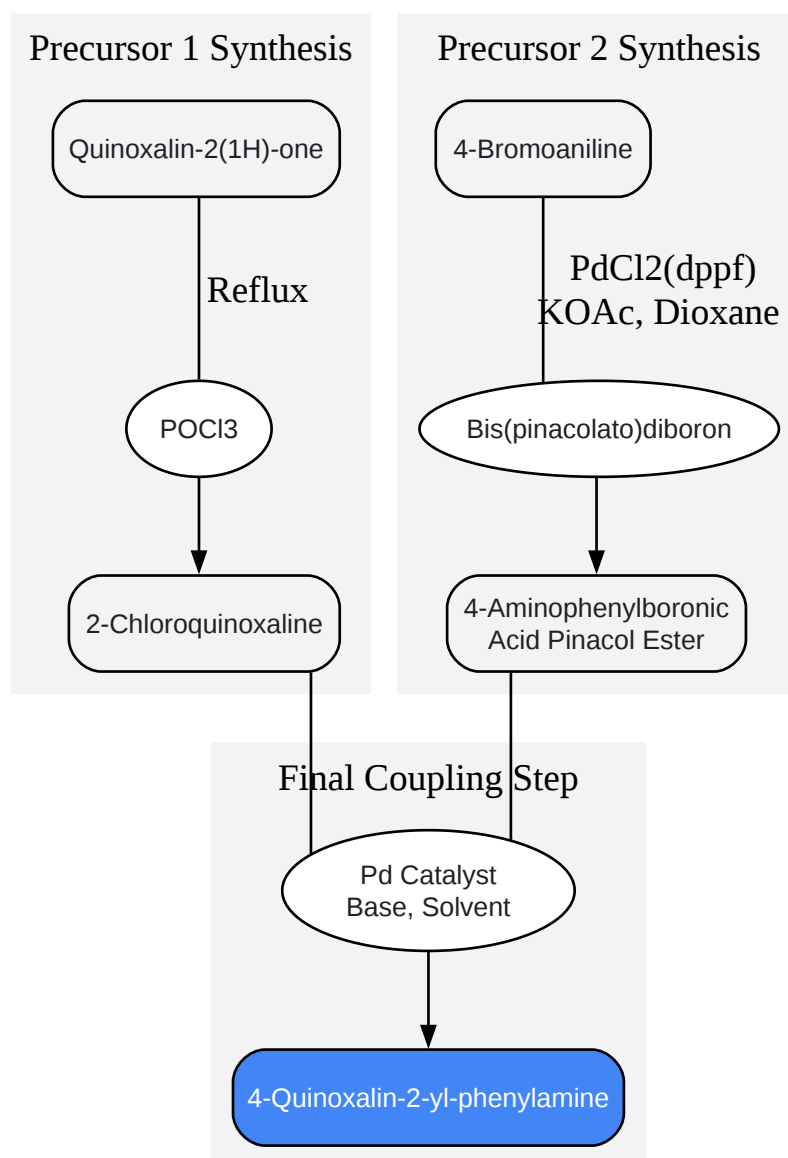 Precursor 1 Synthesis
Quinoxalin-2(1H)-one
Reflux
POCl3
2-Chloroquinoxaline
Precursor 2 Synthesis
4-Bromoaniline
PdCl2(dppf)
KOAc, Dioxane
Bis(pinacolato)diboron
4-Aminophenylboronic
Acid Pinacol Ester
Final Coupling Step
Pd Catalyst
Base, Solvent
4-Quinoxalin-2-yl-phenylamine